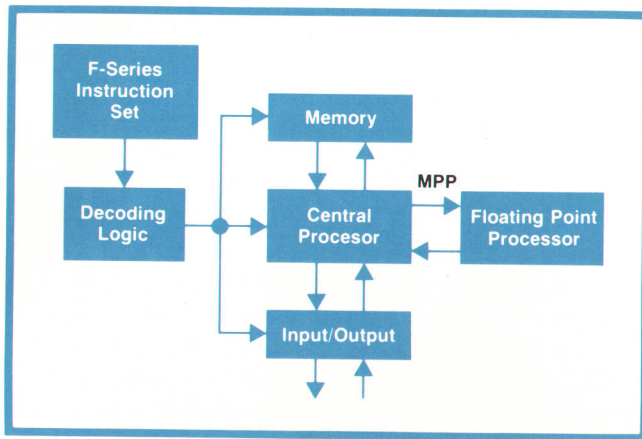 F-Series
Instruction
Set
Memory
MPP
Decoding
Logic
Central
Procesor
Floating Point
Processor
Input/Output